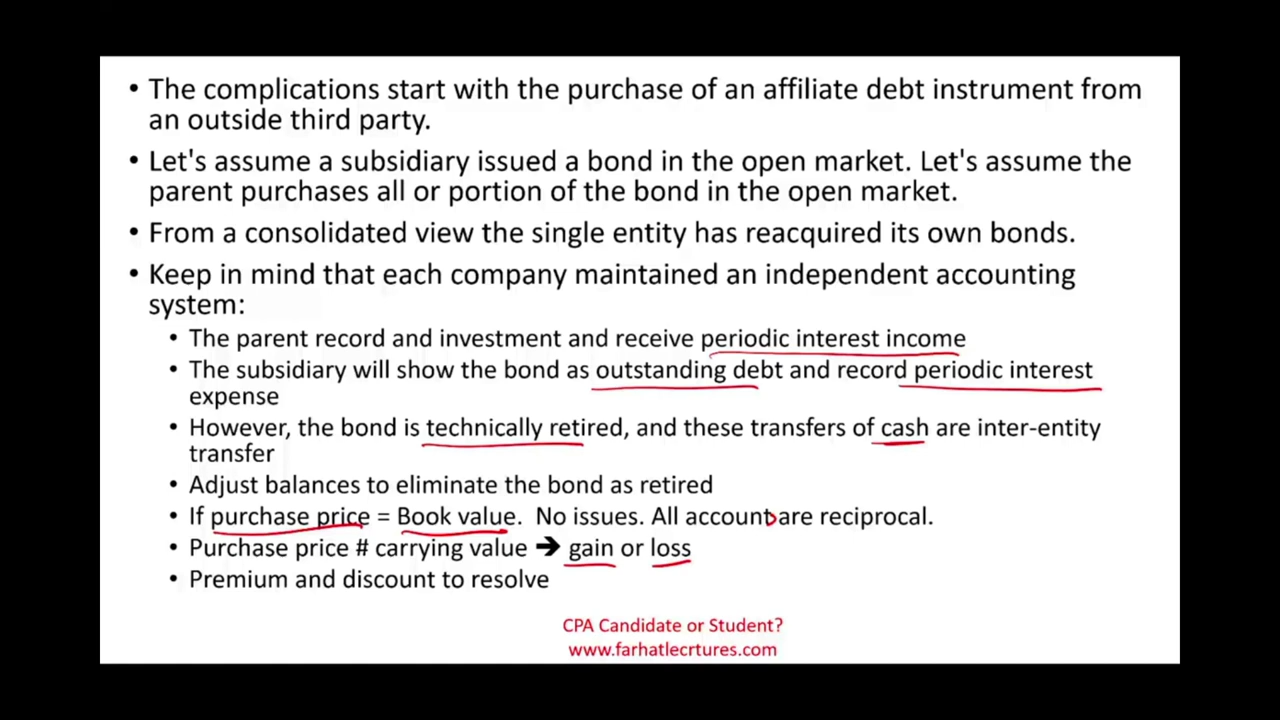 • The complications start with the purchase of an affiliate debt instrument from
an outside third party.
• Let's assume a subsidiary issued a bond in the open market. Let's assume the
parent purchases all or portion of the bond in the open market.
• From a consolidated view the single entity has reacquired its own bonds.
• Keep in mind that each company maintained an independent accounting
system:
• The parent record and investment and receive periodic interest income
• The subsidiary will show the bond as outstanding debt and record periodic interest
expense
• However, the bond is technically retired, and these transfers of cash are inter-entity
transfer
• Adjust balances to eliminate the bond as retired
• If purchase price = Book value. No issues. All account are reciprocal.
• Purchase price # carrying value ➔ gain or loss
• Premium and discount to resolve
CPA Candidate or Student?
www.farhatlecrtures.com